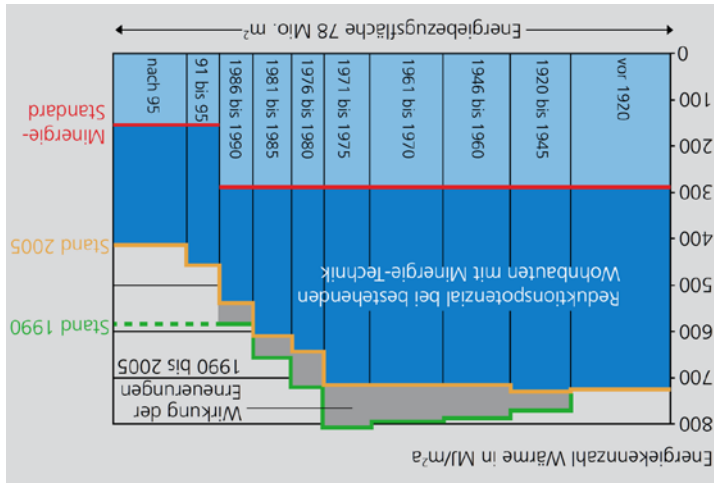 Energiekennzahl Wärme in MJ/m²a
800
700
600
500
400
300
200
100
0
Wirkung der
Erneuerungen
1990 bis 2005
Reduktionspotenzial bei bestehenden
Wohnbauten mit Minergie-Technik
Stand 1990
Stand 2005
Minergie-
Standard
vor 1920
1920 bis 1945
1946 bis 1960
1961 bis 1970
1971 bis 1975
1976 bis 1980
1981 bis 1985
1986 bis 1990
91 bis 95
nach 95
Energiebezugsfläche 78 Mio. m²